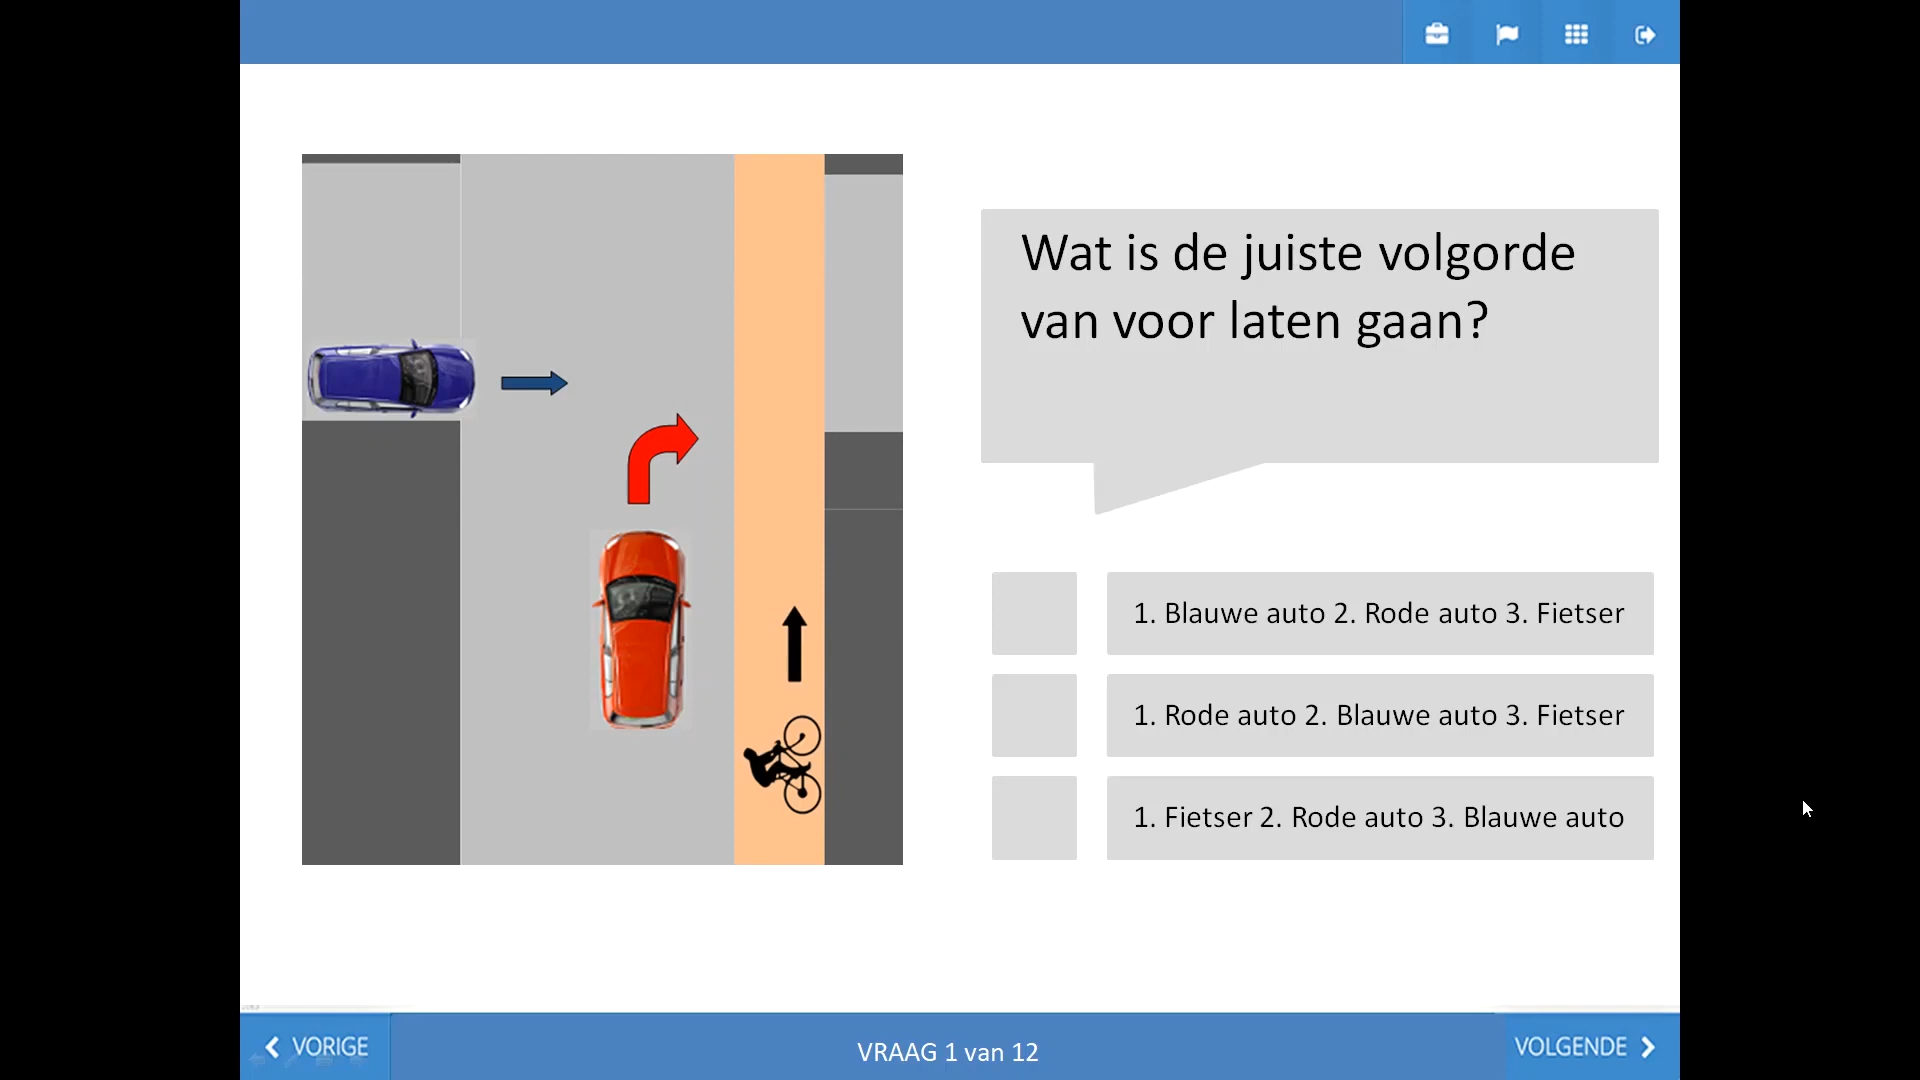 Wat is de juiste volgorde
van voor laten gaan?
1. Blauwe auto 2. Rode auto 3. Fietser
1. Rode auto 2. Blauwe auto 3. Fietser
1. Fietser 2. Rode auto 3. Blauwe auto
VORIGE
VRAAG 1 van 12
VOLGENDE